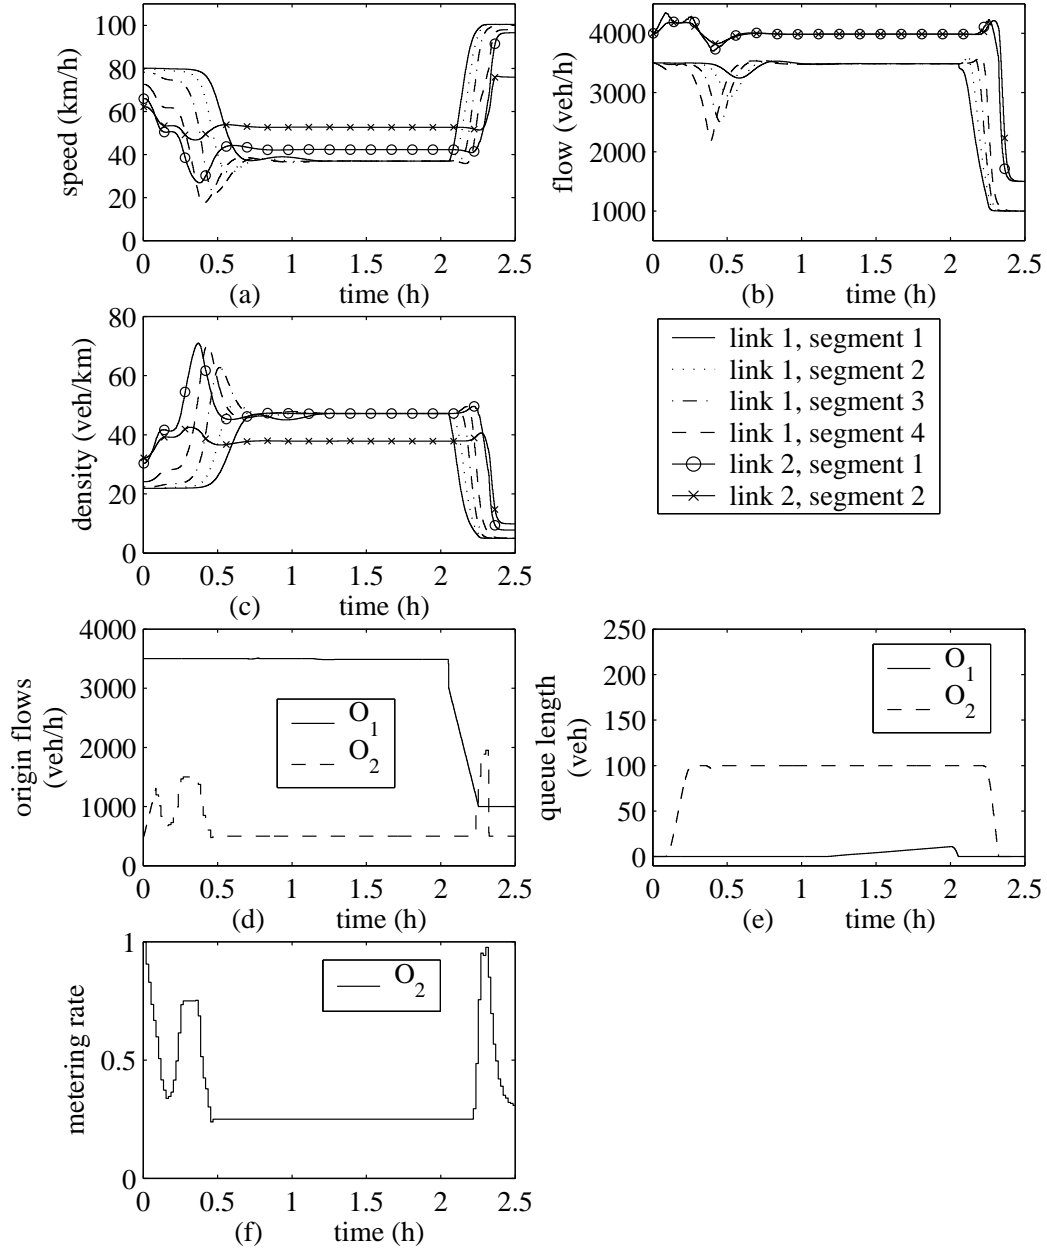 speed (km/h)
100
80
60
40
20
0
0 0.5 1 1.5 2 2.5
(a) time (h)
flow (veh/h)
4000
3000
2000
1000
0 0.5 1 1.5 2 2.5
(b) time (h)
density (veh/km)
80
60
40
20
0
0 0.5 1 1.5 2 2.5
(c) time (h)
link 1, segment 1
link 1, segment 2
link 1, segment 3
link 1, segment 4
link 2, segment 1
link 2, segment 2
origin flows
(veh/h)
4000
3000
2000
1000
0
O1
O2
0 0.5 1 1.5 2 2.5
(d) time (h)
queue length
(veh)
250
200
150
100
50
0
O1
O2
0 0.5 1 1.5 2 2.5
(e) time (h)
metering rate
1
0.5
0
O2
0 0.5 1 1.5 2 2.5
(f) time (h)